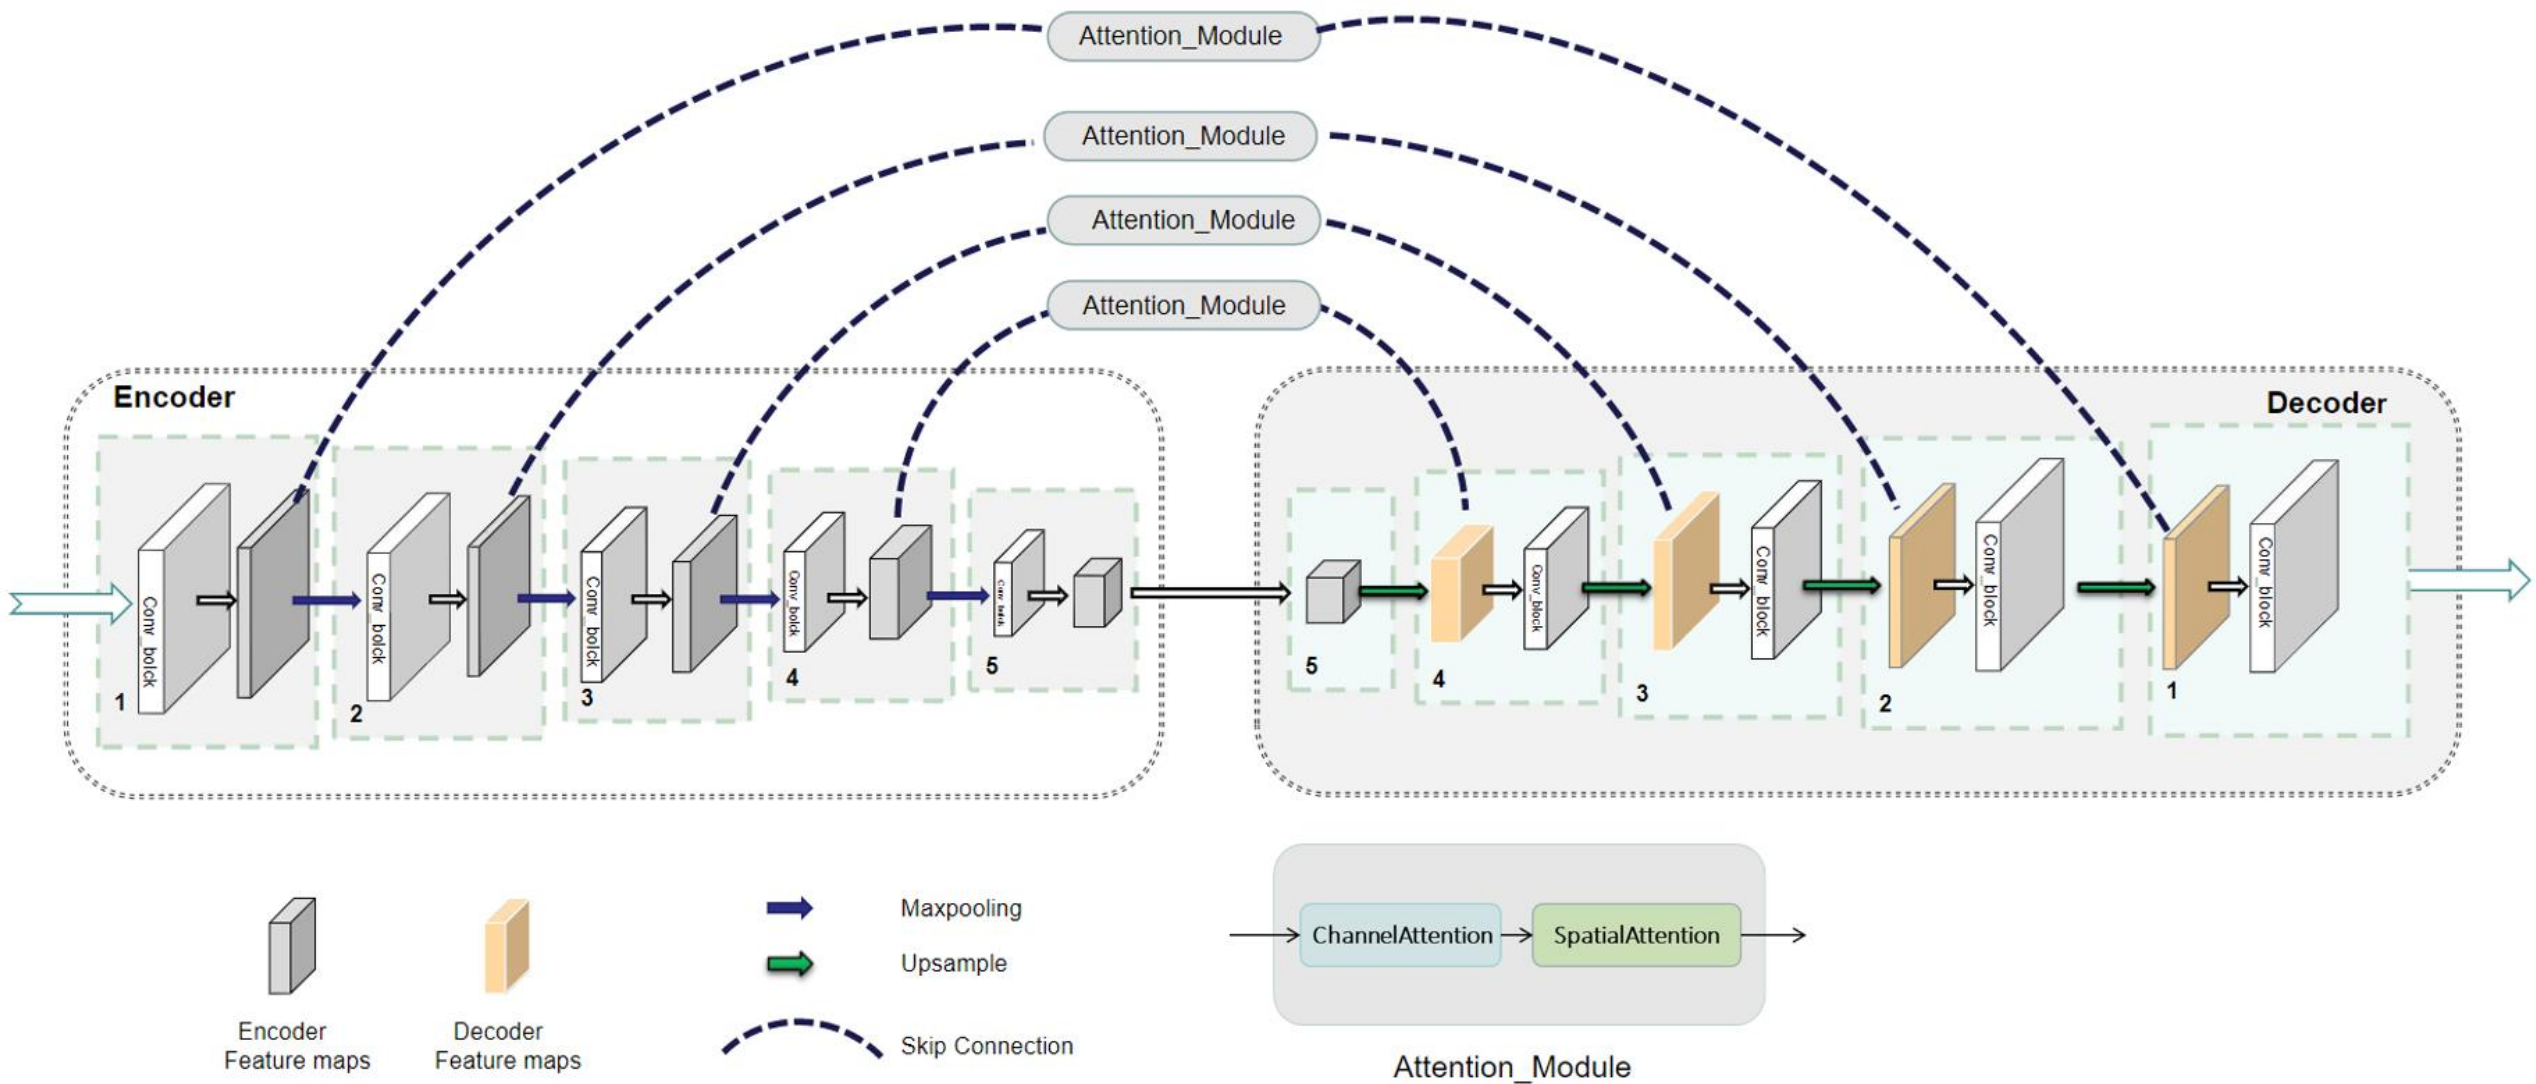 Attention_Module
Attention_Module
Attention_Module
Attention_Module
Encoder
Decoder
Conv_bolck
1
Conv_bolck
2
Conv_bolck
3
Conv_bolck
4
5
5
4
Conv_block
3
Conv_block
2
Conv_block
1
Conv_block
Encoder
Feature maps
Decoder
Feature maps
Maxpooling
Upsample
Skip Connection
ChannelAttention
SpatialAttention
Attention_Module